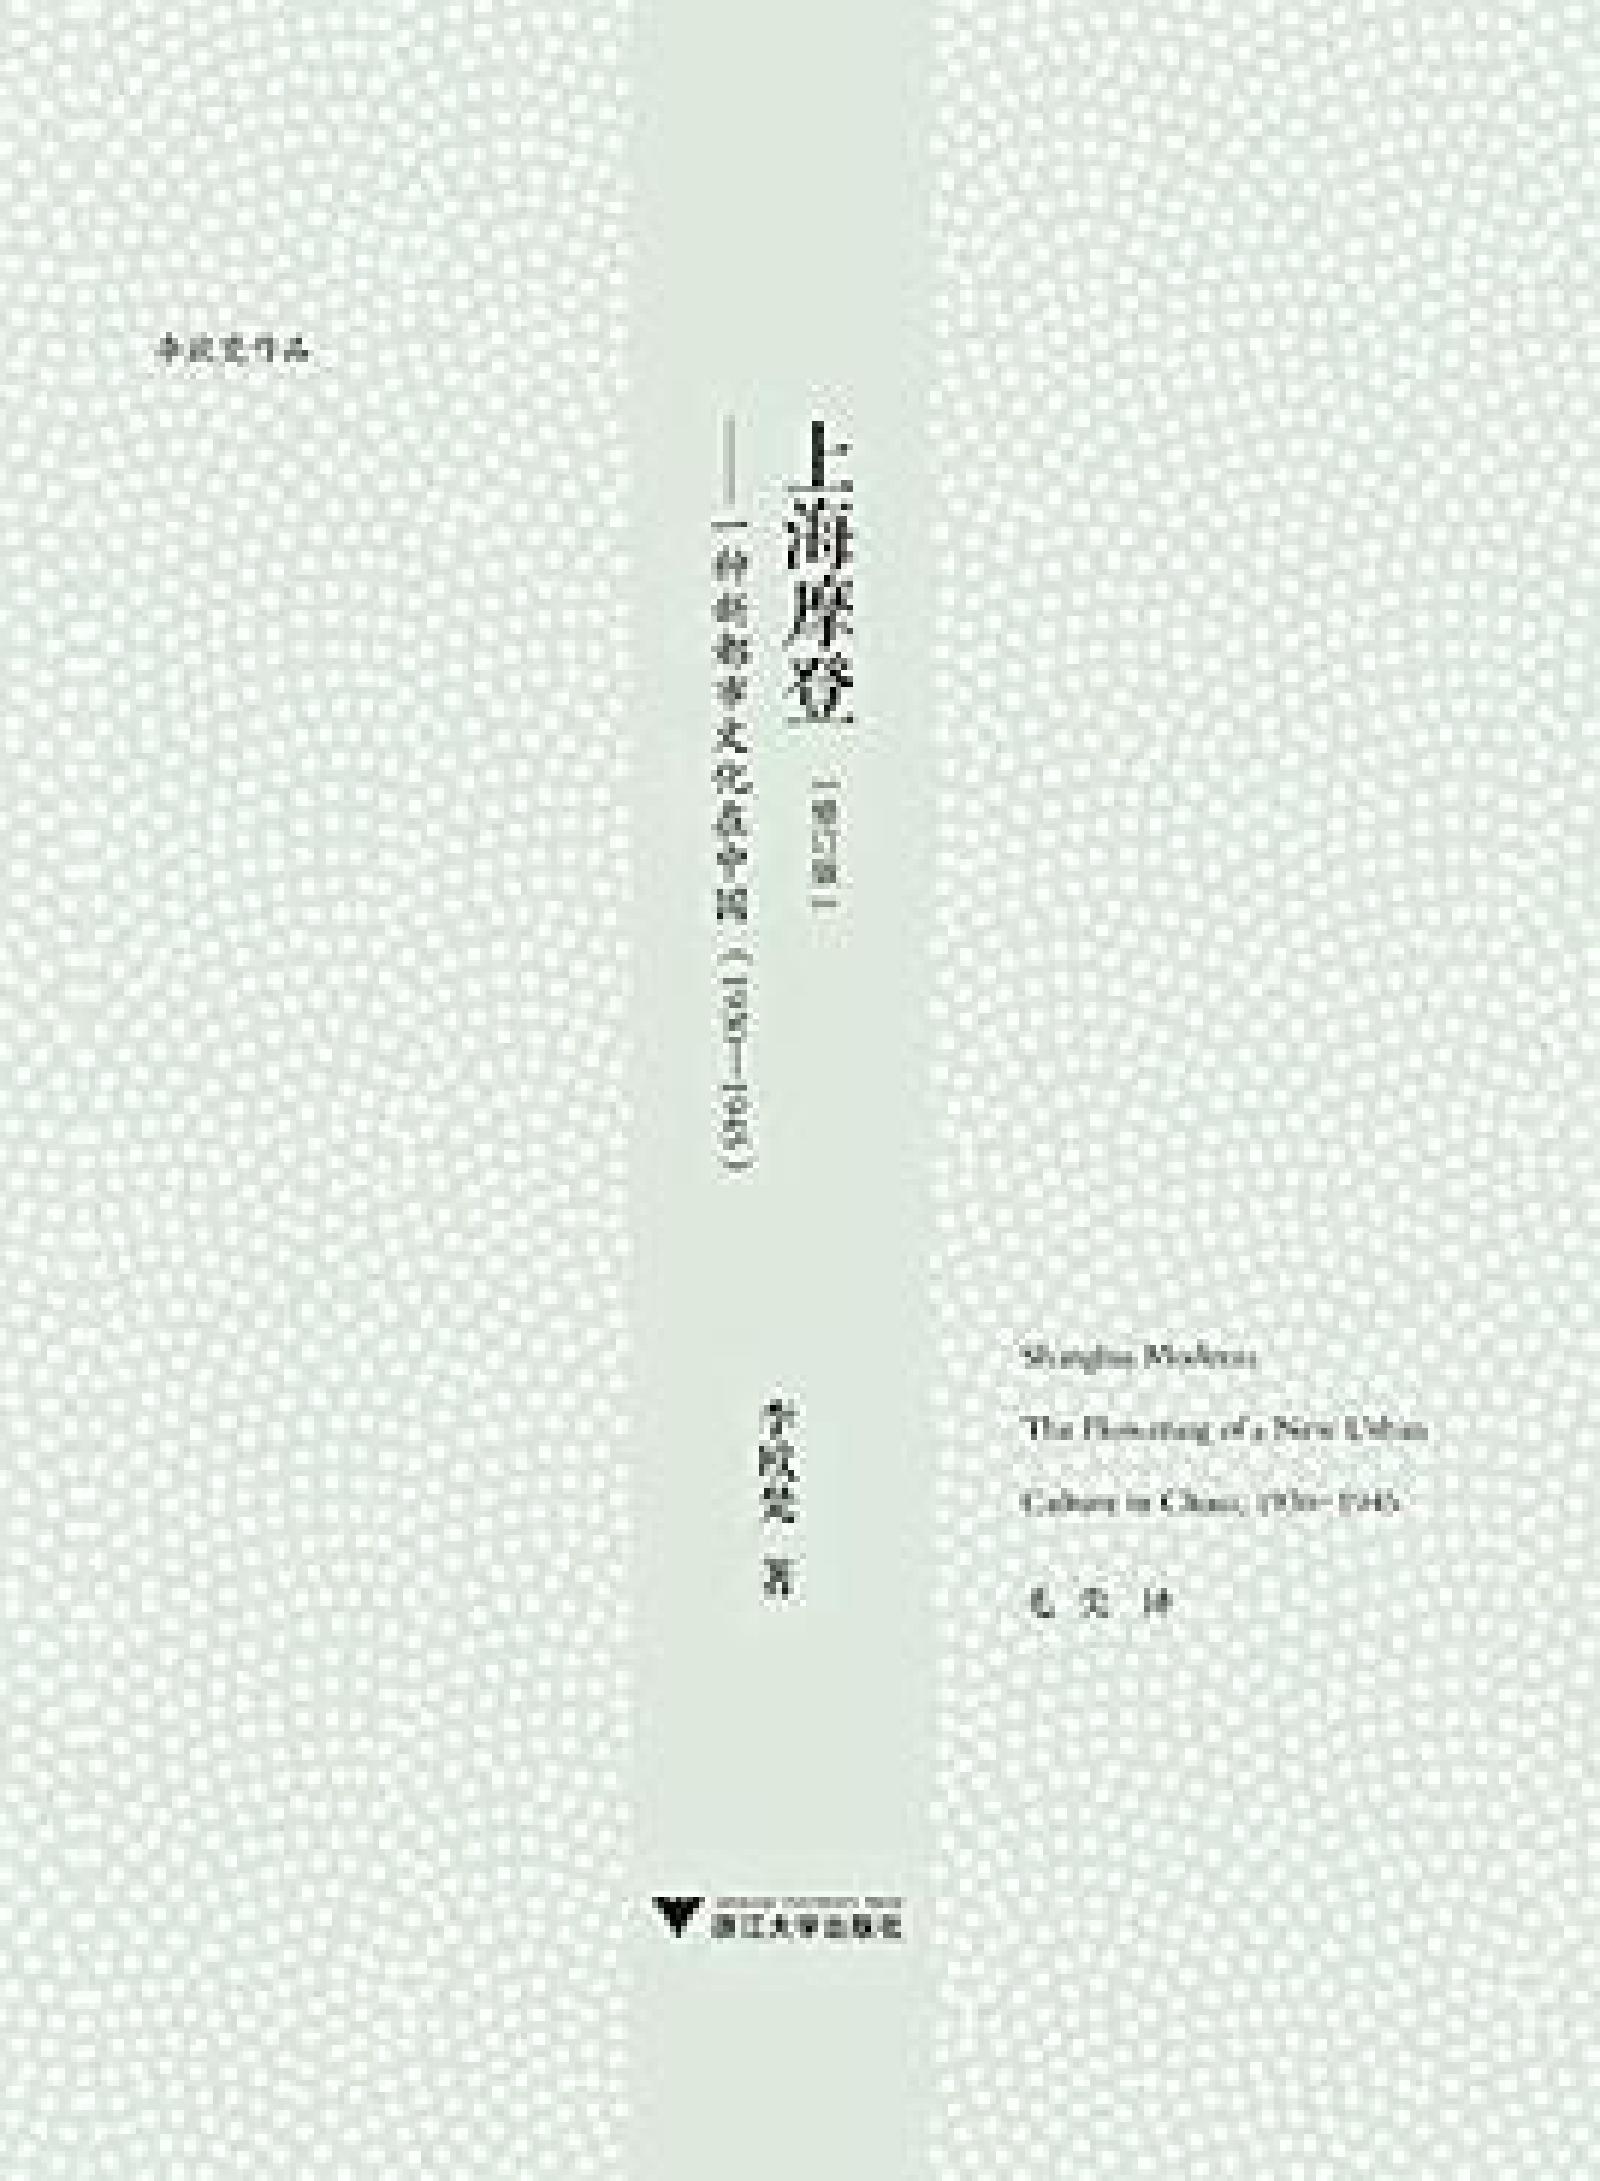 李欧梵作品
上海摩登
［修订版］
——一种新都市文化在中国（1930—1945）
李欧梵 著
Shanghai Modern:
The Flowering of a New Urban
Culture in China, 1930–1945
毛 尖 译
浙江大学出版社